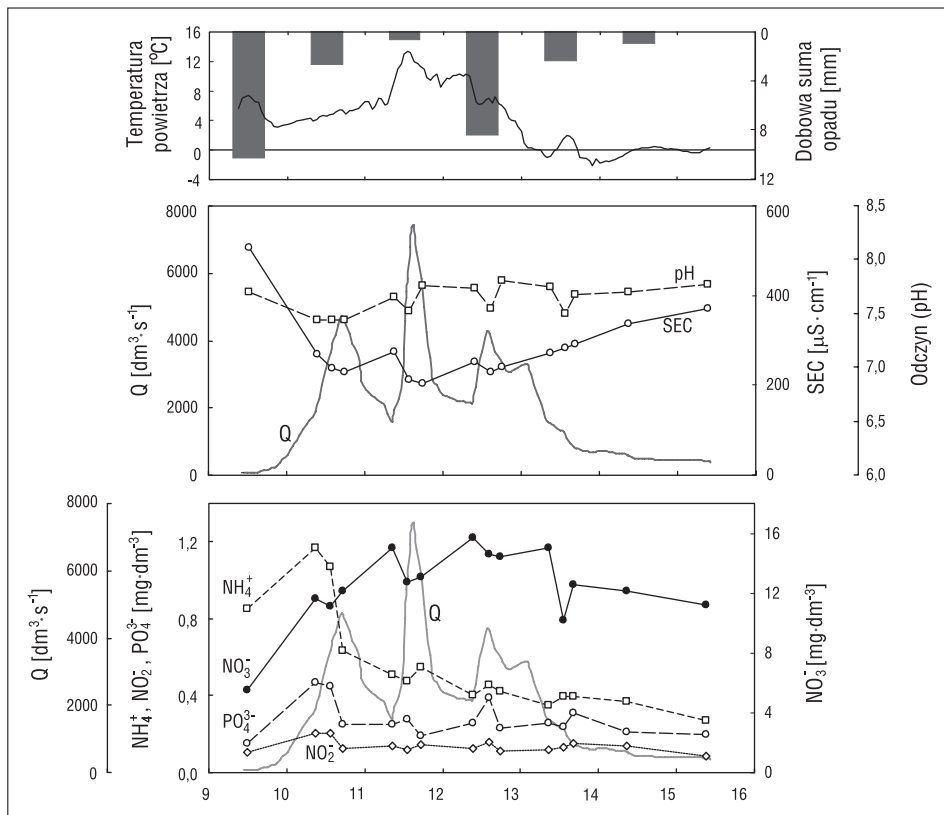 Temperatura
powietrza [°C]
16
12
8
4
0
-4
0
4
8
12
Dobowa suma
opadu [mm]
Q [dm³·s⁻¹]
8000
6000
4000
2000
0
pH
SEC
Q
600
400
200
0
SEC [μS·cm⁻¹]
8,5
8,0
7,5
7,0
6,5
6,0
Odczyn (pH)
Q [dm³·s⁻¹]
8000
6000
4000
2000
0
NH₄⁺, NO₂⁻, PO₄³⁻ [mg·dm⁻³]
1,2
0,8
0,4
0,0
NH₄⁺
NO₃⁻
PO₄³⁻
NO₂⁻
Q
16
12
8
4
0
NO₃⁻ [mg·dm⁻³]
9 10 11 12 13 14 15 16